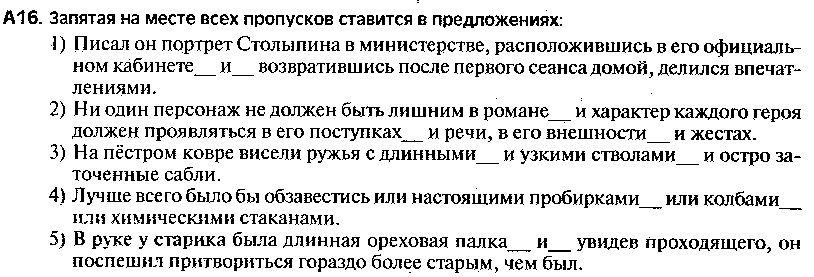 А16. Запятая на месте всех пропусков ставится в предложениях:
1) Писал он портрет Столыпина в министерстве, расположившись в его официаль-
ном кабинете__ и__ возвратившись после первого сеанса домой, делился впечат-
лениями.
2) Ни один персонаж не должен быть лишним в романе__ и характер каждого героя
должен проявляться в его поступках__ и речи, в его внешности__ и жестах.
3) На пёстром ковре висели ружья с длинными__ и узкими стволами__ и остро за-
точенные сабли.
4) Лучше всего было бы обзавестись или настоящими пробирками__ или колбами__
или химическими стаканами.
5) В руке у старика была длинная ореховая палка__ и__ увидев проходящего, он
поспешил притвориться гораздо более старым, чем был.